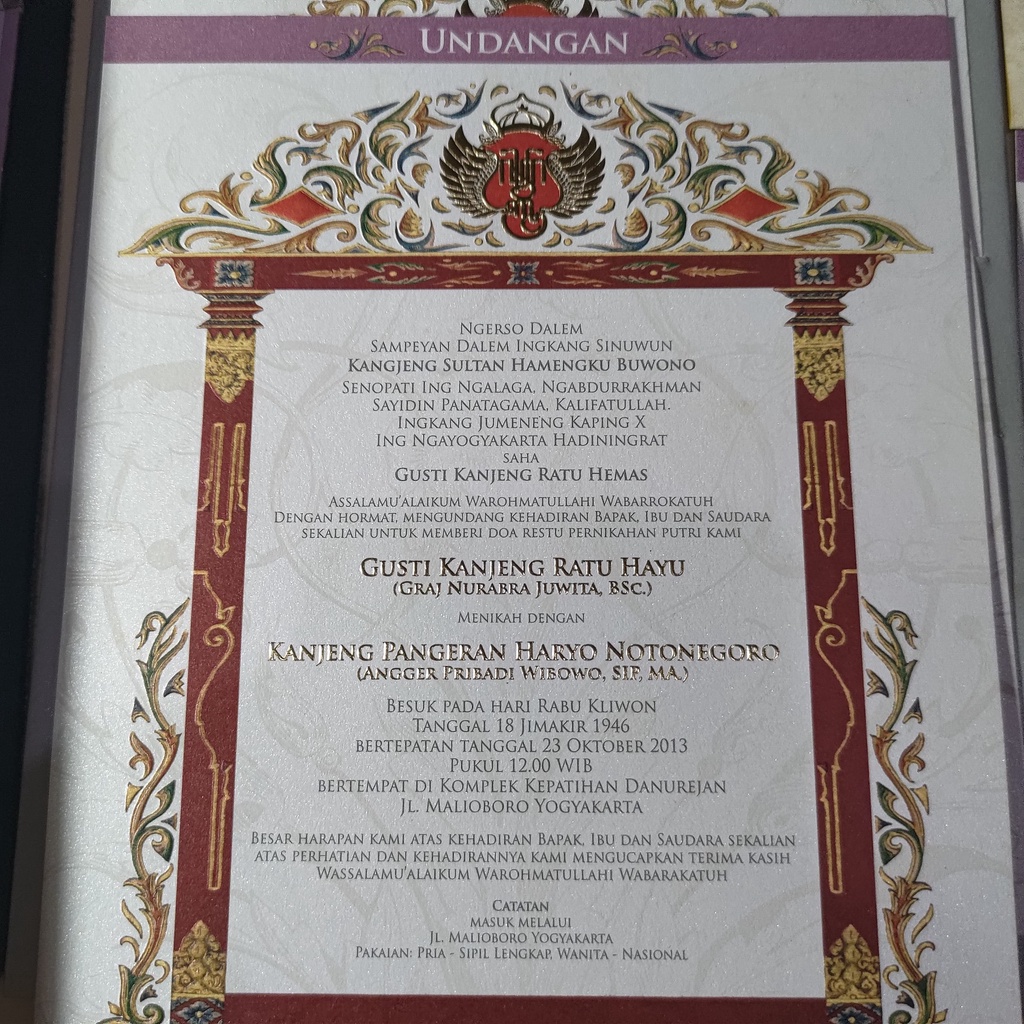 Undangan
Ngerso Dalem
Sampeyan Dalem Ingkang Sinuwun
Kangjeng Sultan Hamengku Buwono
Senopati Ing Ngalaga, Ngabdurrakhman
Sayidin Panatagama, Kalifatullah.
Ingkang Jumeneng Kaping X
Ing Ngayogyakarta Hadiningrat
saha
Gusti Kanjeng Ratu Hemas
Assalamu'alaikum Warohmatullahi Wabarrokatuh
Dengan hormat, mengundang kehadiran Bapak, Ibu dan Saudara
sekalian untuk memberi doa restu pernikahan putri kami
Gusti Kanjeng Ratu Hayu
(Graj Nurabra Juwita, BSc.)
Menikah dengan
Kanjeng Pangeran Haryo Notonegoro
(Angger Pribadi Wibowo, SIP, MA.)
Besuk pada hari Rabu Kliwon
Tanggal 18 Jimakir 1946
bertepatan tanggal 23 Oktober 2013
Pukul 12.00 WIB
bertempat di Komplek Kepatihan Danurejan
Jl. Malioboro Yogyakarta
Besar harapan kami atas kehadiran Bapak, Ibu dan Saudara sekalian
atas perhatian dan kehadirannya kami mengucapkan terima kasih
Wassalamu'alaikum Warohmatullahi Wabarakatuh
Catatan
masuk melalui
Jl. Malioboro Yogyakarta
Pakaian: Pria - Sipil Lengkap, Wanita - Nasional